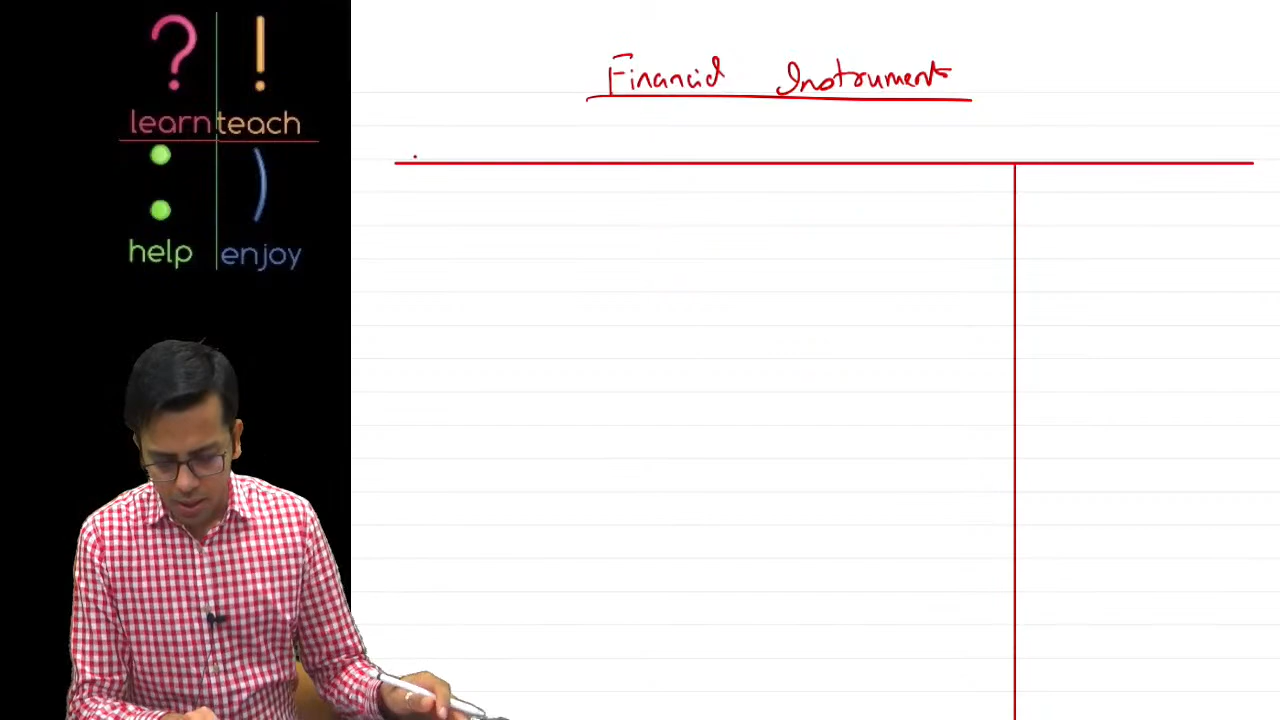 ? !
learn teach
: )
help enjoy
Financial Instrument